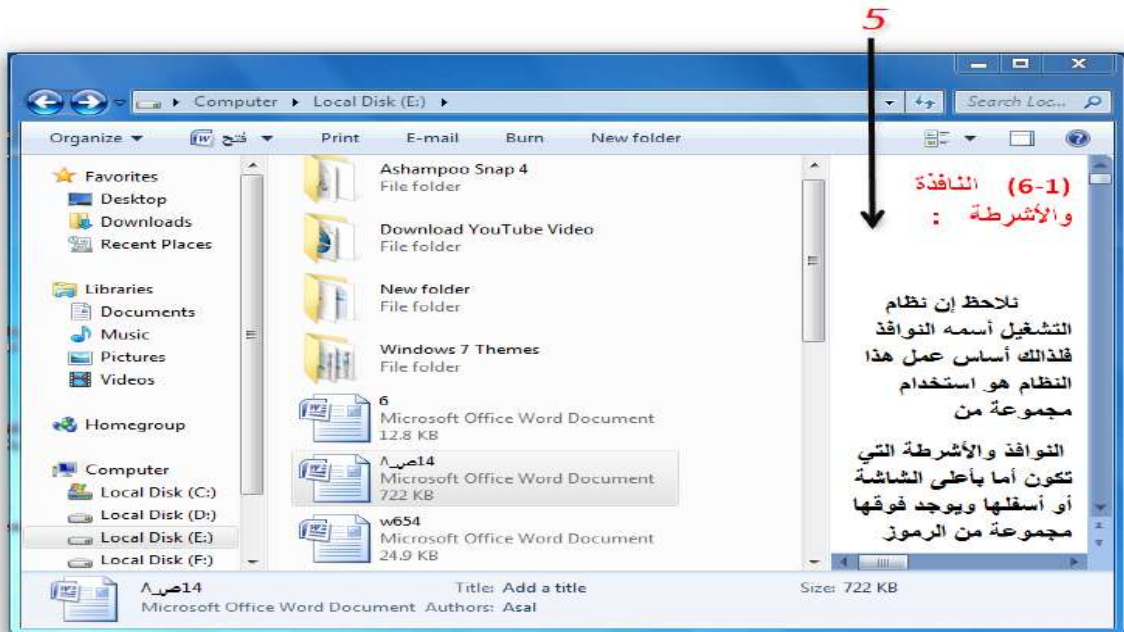 5
Computer ▸ Local Disk (E:) ▸
Search Loc...
Organize
فتح
Print
E-mail
Burn
New folder
Favorites
Desktop
Downloads
Recent Places
Libraries
Documents
Music
Pictures
Videos
Homegroup
Computer
Local Disk (C:)
Local Disk (D:)
Local Disk (E:)
Local Disk (F:)
Ashampoo Snap 4
File folder
Download YouTube Video
File folder
New folder
File folder
Windows 7 Themes
File folder
6
Microsoft Office Word Document
12.8 KB
14ص_٨
Microsoft Office Word Document
722 KB
w654
Microsoft Office Word Document
24.9 KB
(6-1) النافذة
والأشرطة :
نلاحظ إن نظام
التشغيل أسمه النوافذ
فلذالك أساس عمل هذا
النظام هو استخدام
مجموعة من
النوافذ والأشرطة التي
تكون أما بأعلى الشاشة
أو أسفلها ويوجد فوقها
مجموعة من الرموز
14ص_٨
Title: Add a title
Size: 722 KB
Microsoft Office Word Document Authors: Asal